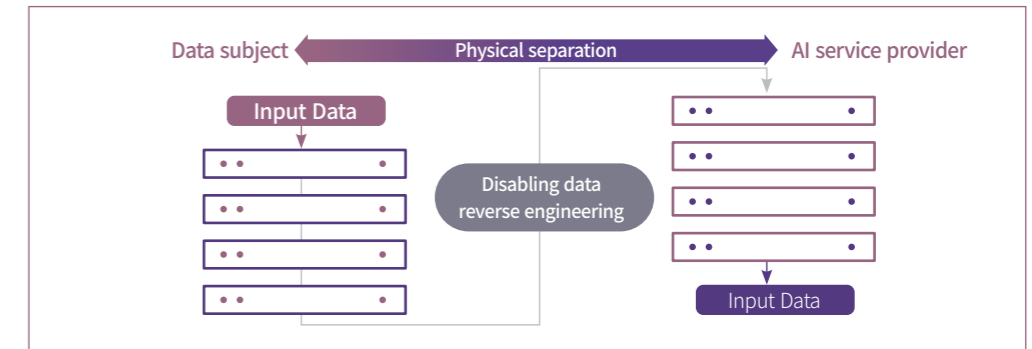 Data subject
Physical separation
AI service provider
Input Data
Disabling data
reverse engineering
Input Data